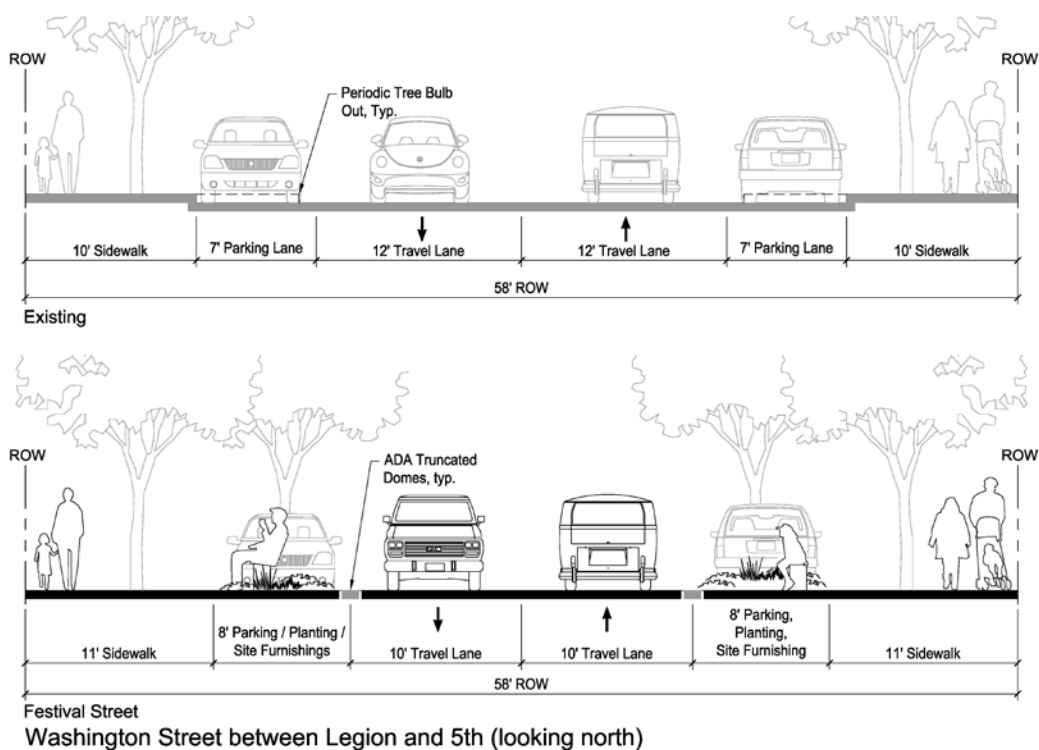 ROW
ROW
Periodic Tree Bulb
Out, Typ.
10' Sidewalk
7' Parking Lane
12' Travel Lane
12' Travel Lane
7' Parking Lane
10' Sidewalk
58' ROW
Existing
ROW
ROW
ADA Truncated
Domes, typ.
11' Sidewalk
8' Parking / Planting /
Site Furnishings
10' Travel Lane
10' Travel Lane
8' Parking,
Planting,
Site Furnishing
11' Sidewalk
58' ROW
Festival Street
Washington Street between Legion and 5th (looking north)